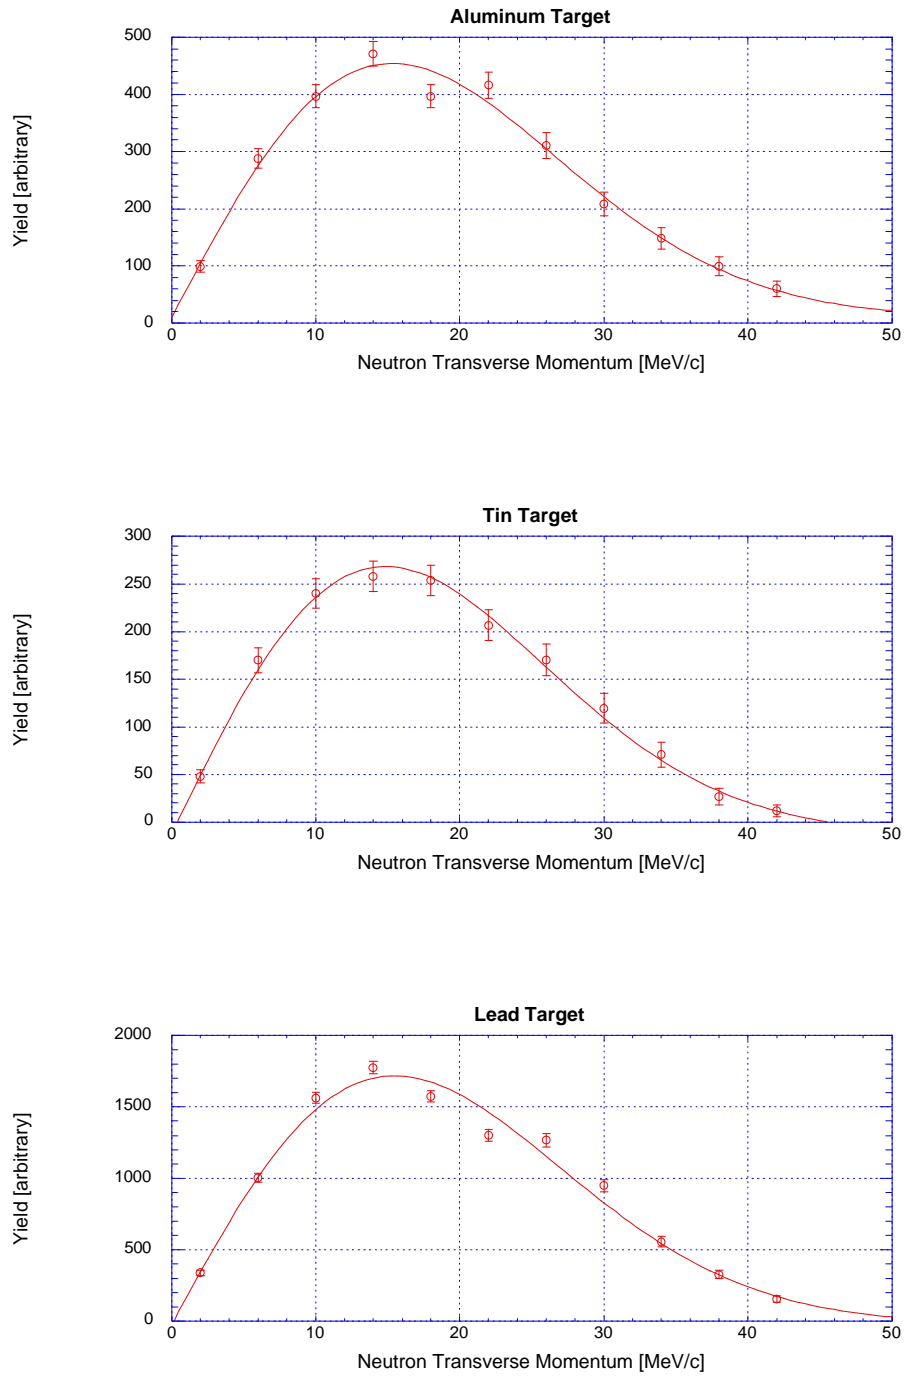 Aluminum Target
500
400
300
200
100
0
Yield [arbitrary]
0 10 20 30 40 50
Neutron Transverse Momentum [MeV/c]
Tin Target
300
250
200
150
100
50
0
Yield [arbitrary]
0 10 20 30 40 50
Neutron Transverse Momentum [MeV/c]
Lead Target
2000
1500
1000
500
0
Yield [arbitrary]
0 10 20 30 40 50
Neutron Transverse Momentum [MeV/c]